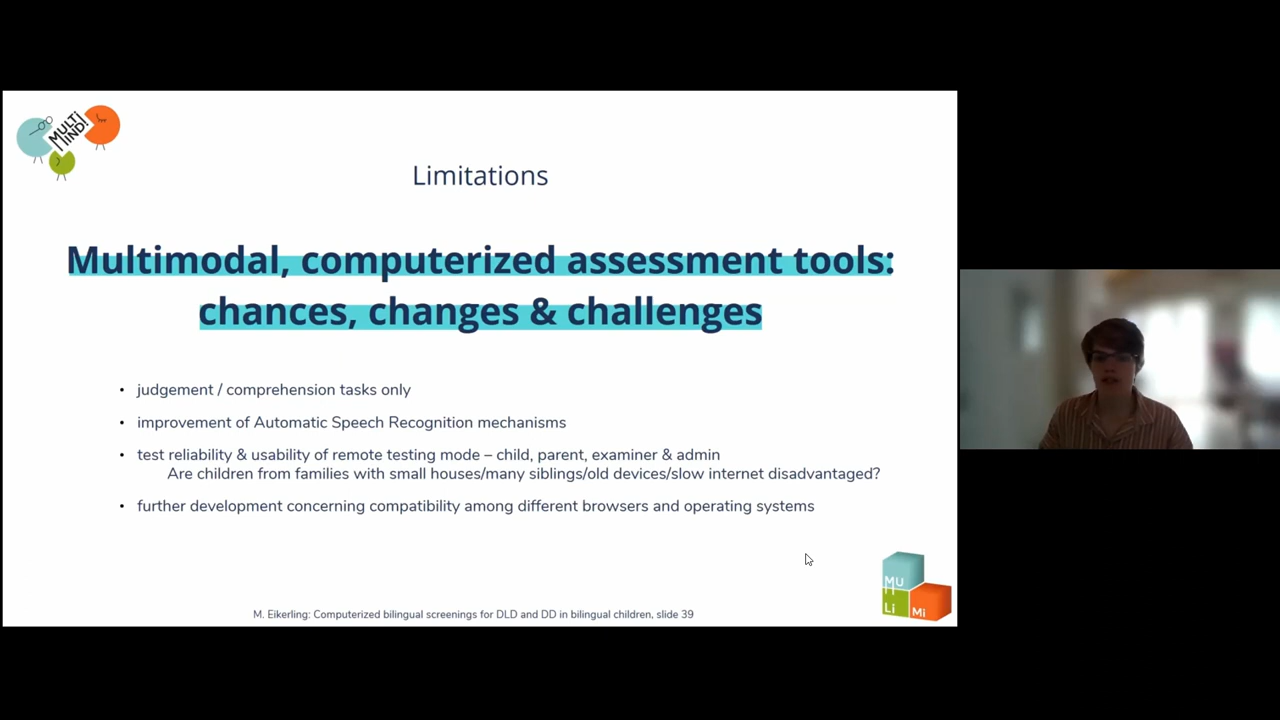 MULTI
MIND!
Limitations
Multimodal, computerized assessment tools:
chances, changes & challenges
• judgement / comprehension tasks only
• improvement of Automatic Speech Recognition mechanisms
• test reliability & usability of remote testing mode – child, parent, examiner & admin
Are children from families with small houses/many siblings/old devices/slow internet disadvantaged?
• further development concerning compatibility among different browsers and operating systems
MU
Li
Mi
M. Eikerling: Computerized bilingual screenings for DLD and DD in bilingual children, slide 39